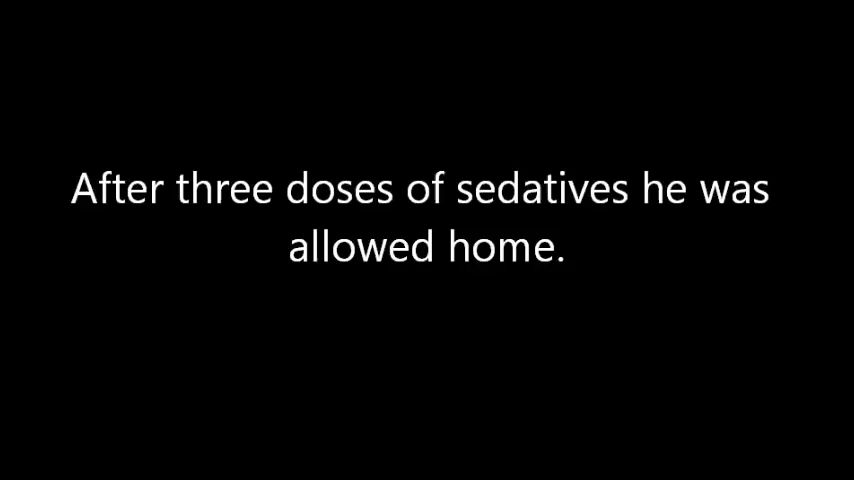 After three doses of sedatives he was
allowed home.